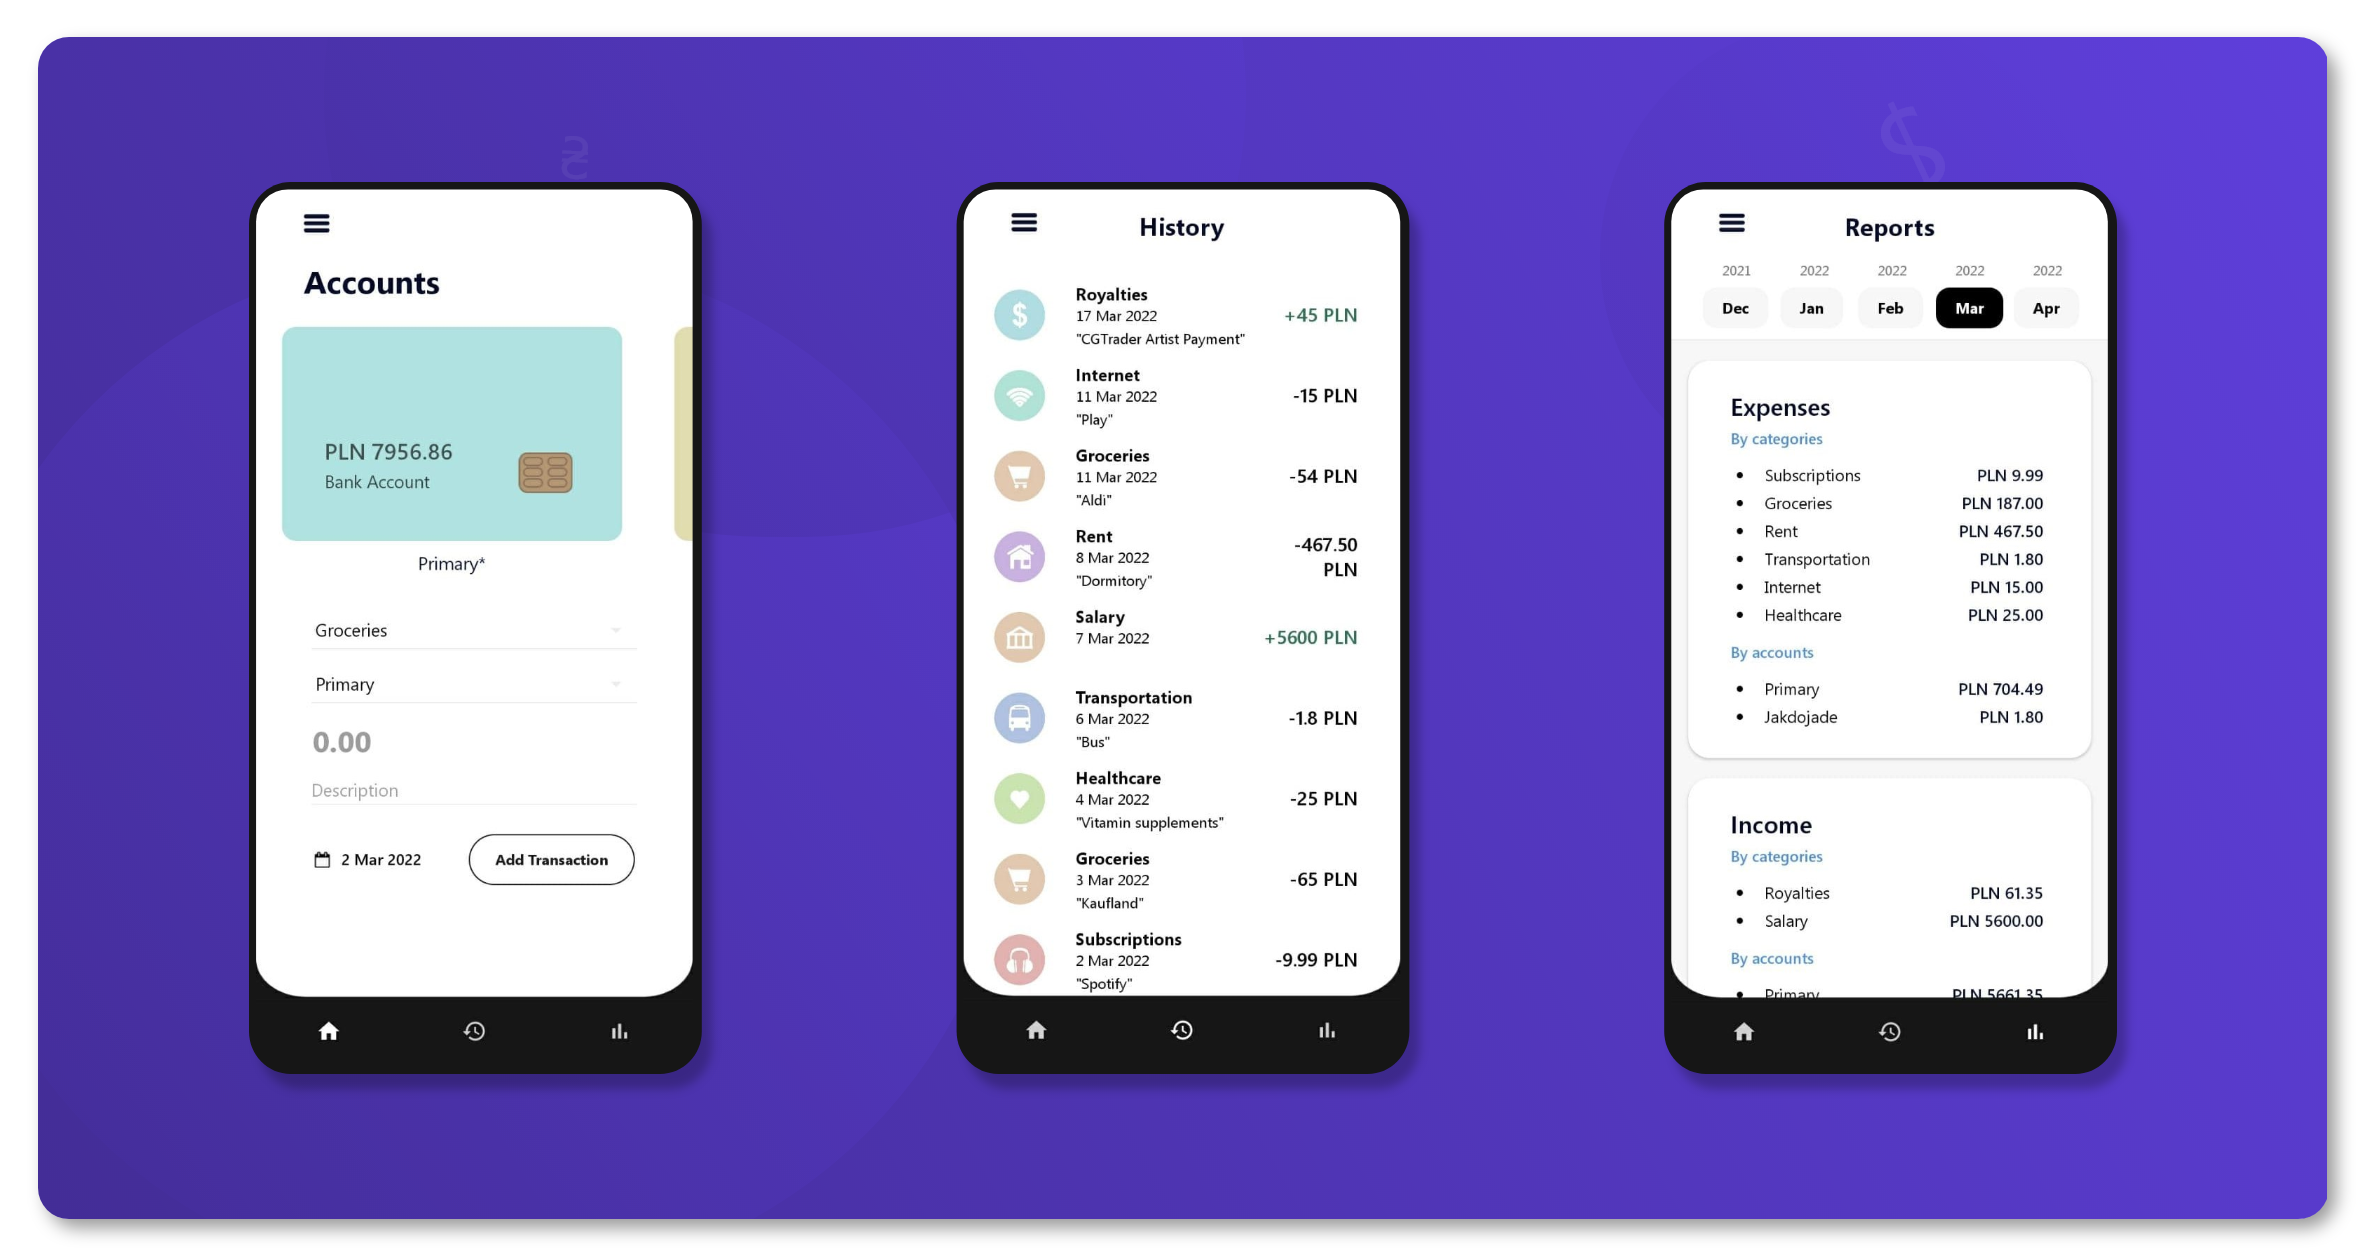 ₴
$
Accounts
PLN 7956.86
Bank Account
Primary*
Groceries
Primary
0.00
Description
2 Mar 2022
Add Transaction
History
Royalties
17 Mar 2022
"CGTrader Artist Payment"
+45 PLN
Internet
11 Mar 2022
"Play"
-15 PLN
Groceries
11 Mar 2022
"Aldi"
-54 PLN
Rent
8 Mar 2022
"Dormitory"
-467.50
PLN
Salary
7 Mar 2022
+5600 PLN
Transportation
6 Mar 2022
"Bus"
-1.8 PLN
Healthcare
4 Mar 2022
"Vitamin supplements"
-25 PLN
Groceries
3 Mar 2022
"Kaufland"
-65 PLN
Subscriptions
2 Mar 2022
"Spotify"
-9.99 PLN
Reports
2021 2022 2022 2022 2022
Dec Jan Feb Mar Apr
Expenses
By categories
• Subscriptions PLN 9.99
• Groceries PLN 187.00
• Rent PLN 467.50
• Transportation PLN 1.80
• Internet PLN 15.00
• Healthcare PLN 25.00
By accounts
• Primary PLN 704.49
• Jakdojade PLN 1.80
Income
By categories
• Royalties PLN 61.35
• Salary PLN 5600.00
By accounts
• Primary PLN 5661.35